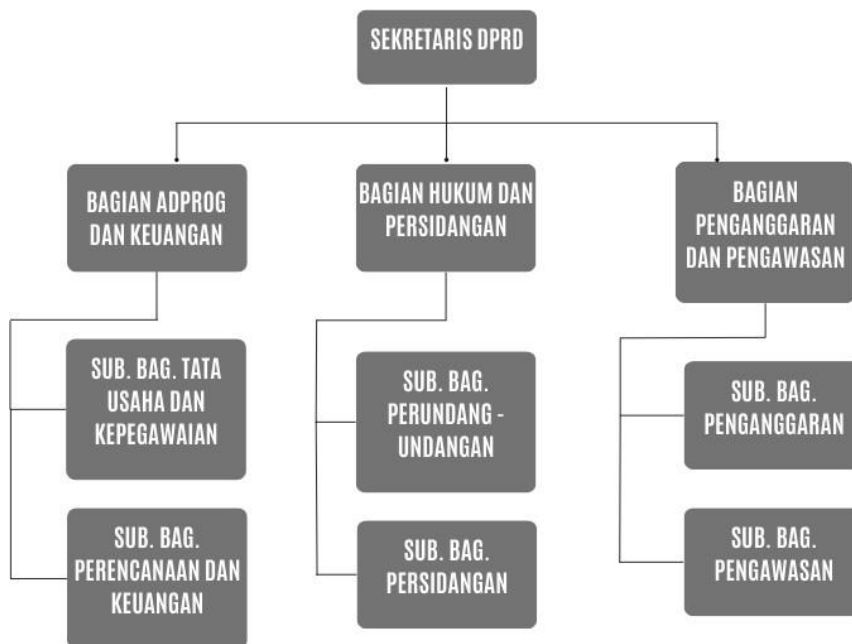 SEKRETARIS DPRD
BAGIAN ADPROG
DAN KEUANGAN
BAGIAN HUKUM DAN
PERSIDANGAN
BAGIAN
PENGANGGARAN
DAN PENGAWASAN
SUB. BAG. TATA
USAHA DAN
KEPEGAWAIAN
SUB. BAG.
PERUNDANG -
UNDANGAN
SUB. BAG.
PENGANGGARAN
SUB. BAG.
PERENCANAAN DAN
KEUANGAN
SUB. BAG.
PERSIDANGAN
SUB. BAG.
PENGAWASAN